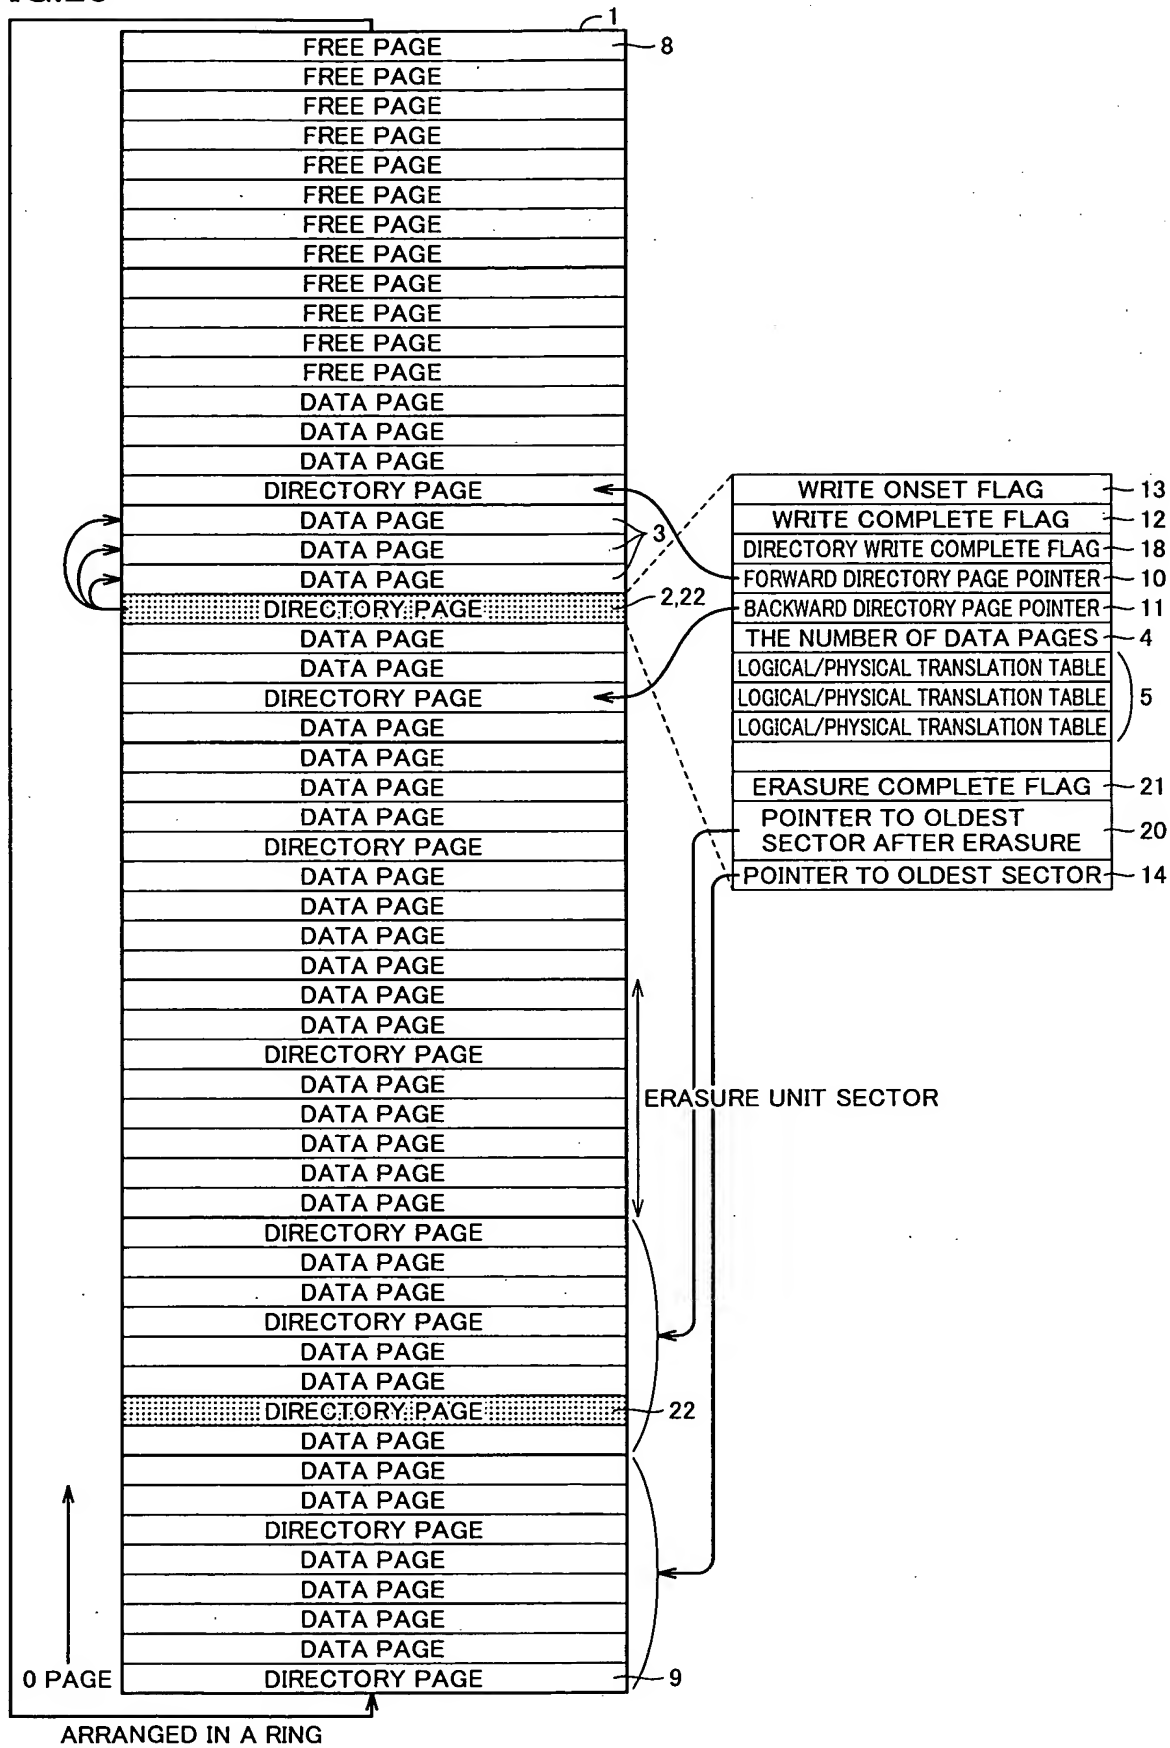 1
FREE PAGE 8
FREE PAGE
FREE PAGE
FREE PAGE
FREE PAGE
FREE PAGE
FREE PAGE
FREE PAGE
FREE PAGE
FREE PAGE
FREE PAGE
FREE PAGE
DATA PAGE
DATA PAGE
DATA PAGE
DIRECTORY PAGE
DATA PAGE
DATA PAGE 3
DATA PAGE
DIRECTORY PAGE 2,22
DATA PAGE
DATA PAGE
DIRECTORY PAGE
DATA PAGE
DATA PAGE
DATA PAGE
DATA PAGE
DIRECTORY PAGE
DATA PAGE
DATA PAGE
DATA PAGE
DATA PAGE
DATA PAGE
DATA PAGE
DIRECTORY PAGE
DATA PAGE
DATA PAGE
DATA PAGE
DATA PAGE
DATA PAGE
DIRECTORY PAGE
DATA PAGE
DATA PAGE
DIRECTORY PAGE
DATA PAGE
DATA PAGE
DIRECTORY PAGE 22
DATA PAGE
DATA PAGE
DATA PAGE
DIRECTORY PAGE
DATA PAGE
DATA PAGE
DATA PAGE
DATA PAGE
0 PAGE DIRECTORY PAGE 9
ARRANGED IN A RING
WRITE ONSET FLAG 13
WRITE COMPLETE FLAG 12
DIRECTORY WRITE COMPLETE FLAG 18
FORWARD DIRECTORY PAGE POINTER 10
BACKWARD DIRECTORY PAGE POINTER 11
THE NUMBER OF DATA PAGES 4
LOGICAL/PHYSICAL TRANSLATION TABLE
LOGICAL/PHYSICAL TRANSLATION TABLE 5
LOGICAL/PHYSICAL TRANSLATION TABLE
ERASURE COMPLETE FLAG 21
POINTER TO OLDEST
SECTOR AFTER ERASURE 20
POINTER TO OLDEST SECTOR 14
ERASURE UNIT SECTOR